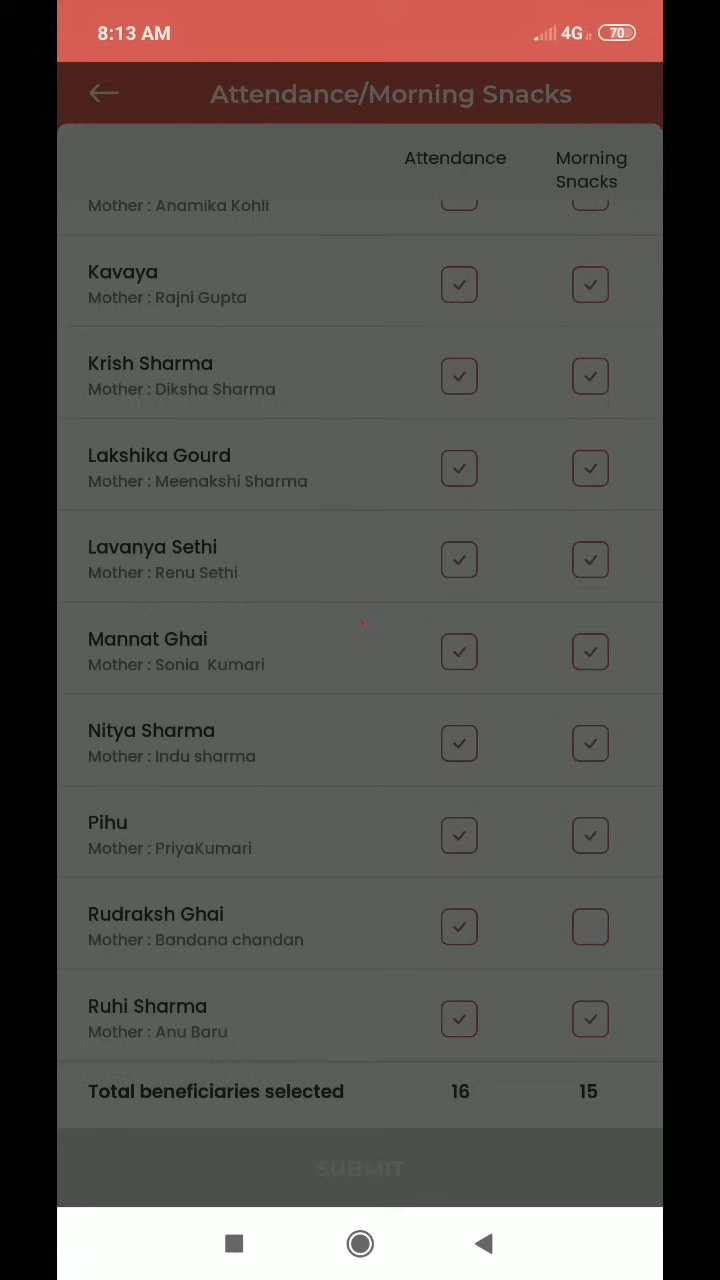 8:13 AM 4G 70
Attendance/Morning Snacks
Attendance Morning
Snacks
Mother : Anamika Kohli
Kavaya
Mother : Rajni Gupta
Krish Sharma
Mother : Diksha Sharma
Lakshika Gourd
Mother : Meenakshi Sharma
Lavanya Sethi
Mother : Renu Sethi
Mannat Ghai
Mother : Sonia  Kumari
Nitya Sharma
Mother : Indu sharma
Pihu
Mother : PriyaKumari
Rudraksh Ghai
Mother : Bandana chandan
Ruhi Sharma
Mother : Anu Baru
Total beneficiaries selected 16 15
SUBMIT